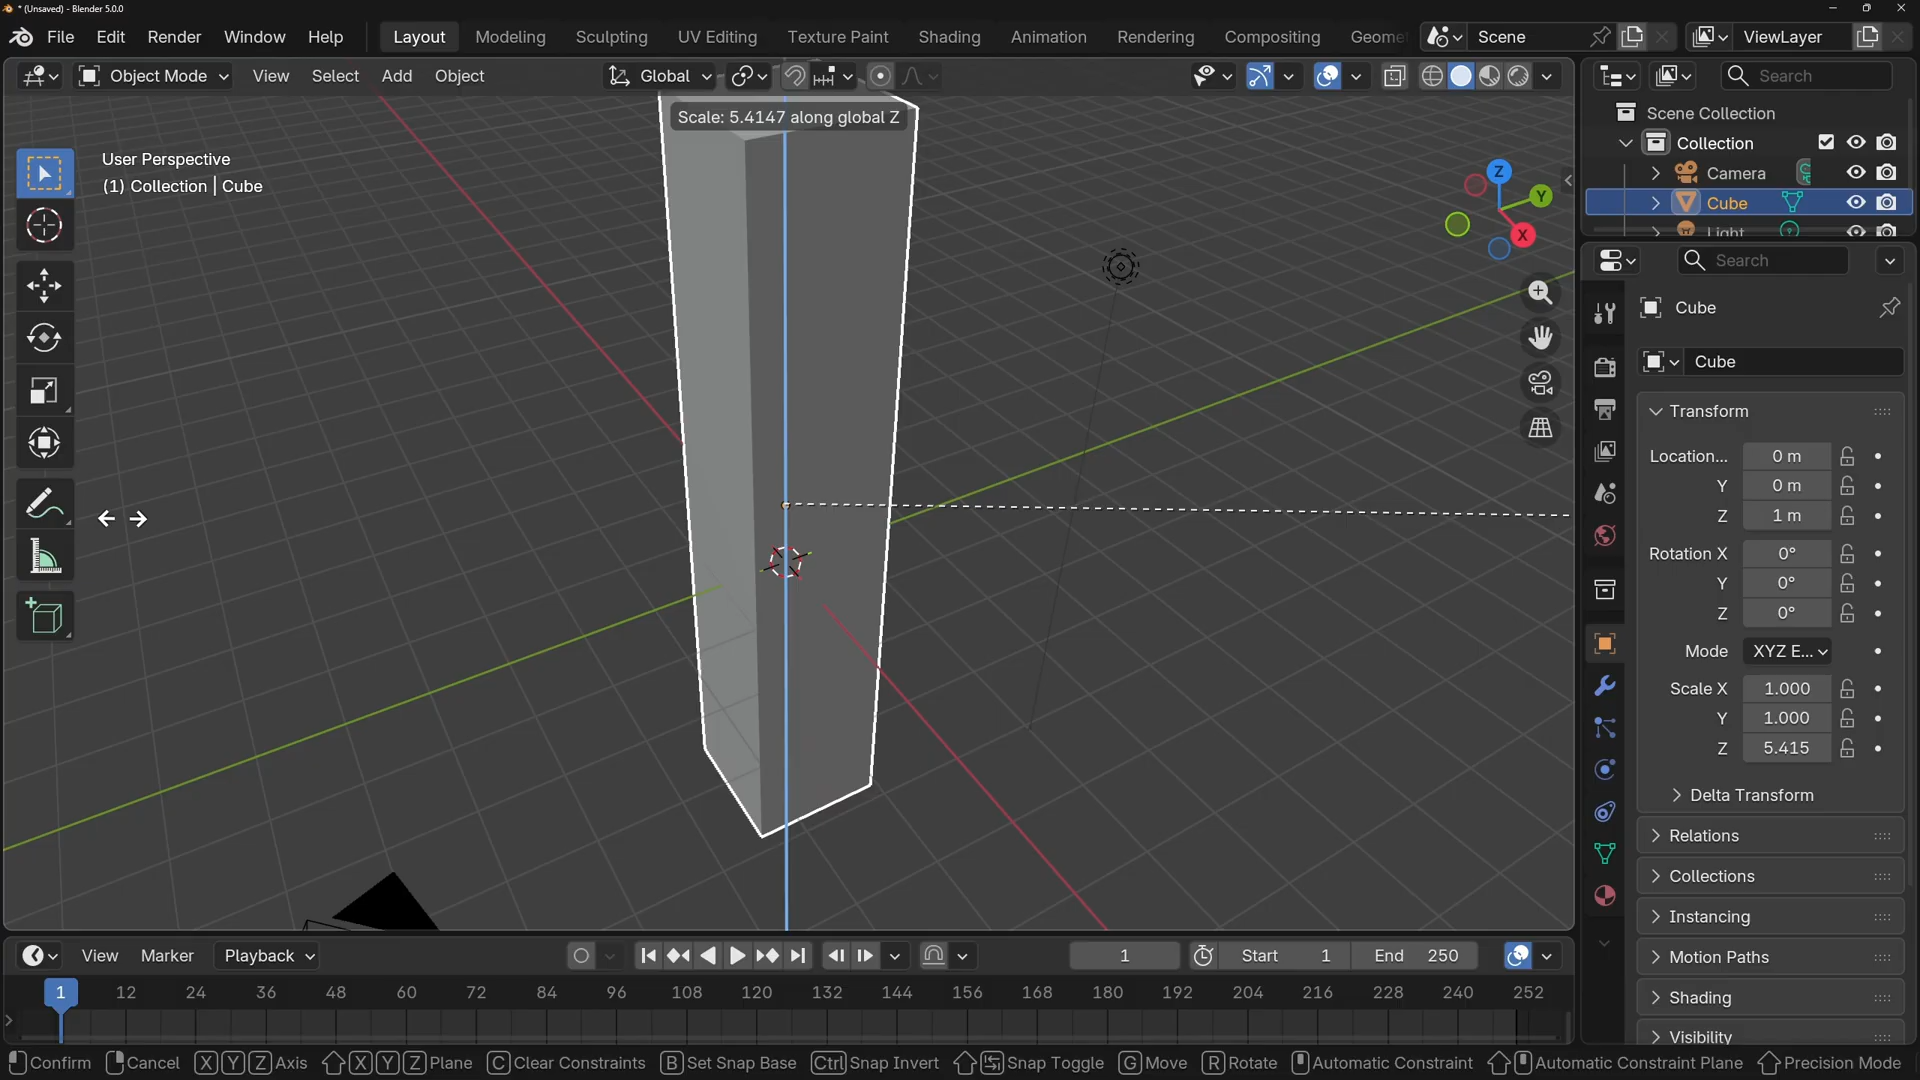 * (Unsaved) - Blender 5.0.0
File Edit Render Window Help Layout Modeling Sculpting UV Editing Texture Paint Shading Animation Rendering Compositing Geomet Scene ViewLayer
Object Mode View Select Add Object Global Search
Scale: 5.4147 along global Z
User Perspective
(1) Collection | Cube
Z
Y
X
Scene Collection
Collection
Camera
Cube
Light
Search
Cube
Cube
Transform
Location... 0 m
Y 0 m
Z 1 m
Rotation X 0°
Y 0°
Z 0°
Mode XYZ E...
Scale X 1.000
Y 1.000
Z 5.415
Delta Transform
Relations
Collections
Instancing
Motion Paths
Shading
Visibility
View Marker Playback 1 Start 1 End 250
1 12 24 36 48 60 72 84 96 108 120 132 144 156 168 180 192 204 216 228 240 252
Confirm Cancel X Y Z Axis X Y Z Plane C Clear Constraints B Set Snap Base Ctrl Snap Invert Snap Toggle G Move R Rotate Automatic Constraint Automatic Constraint Plane Precision Mode